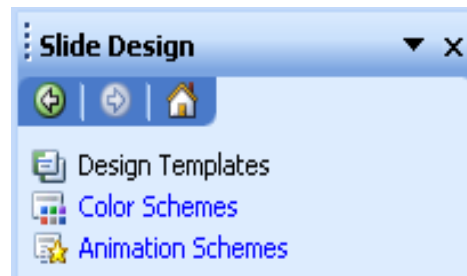 Slide Design
Design Templates
Color Schemes
Animation Schemes